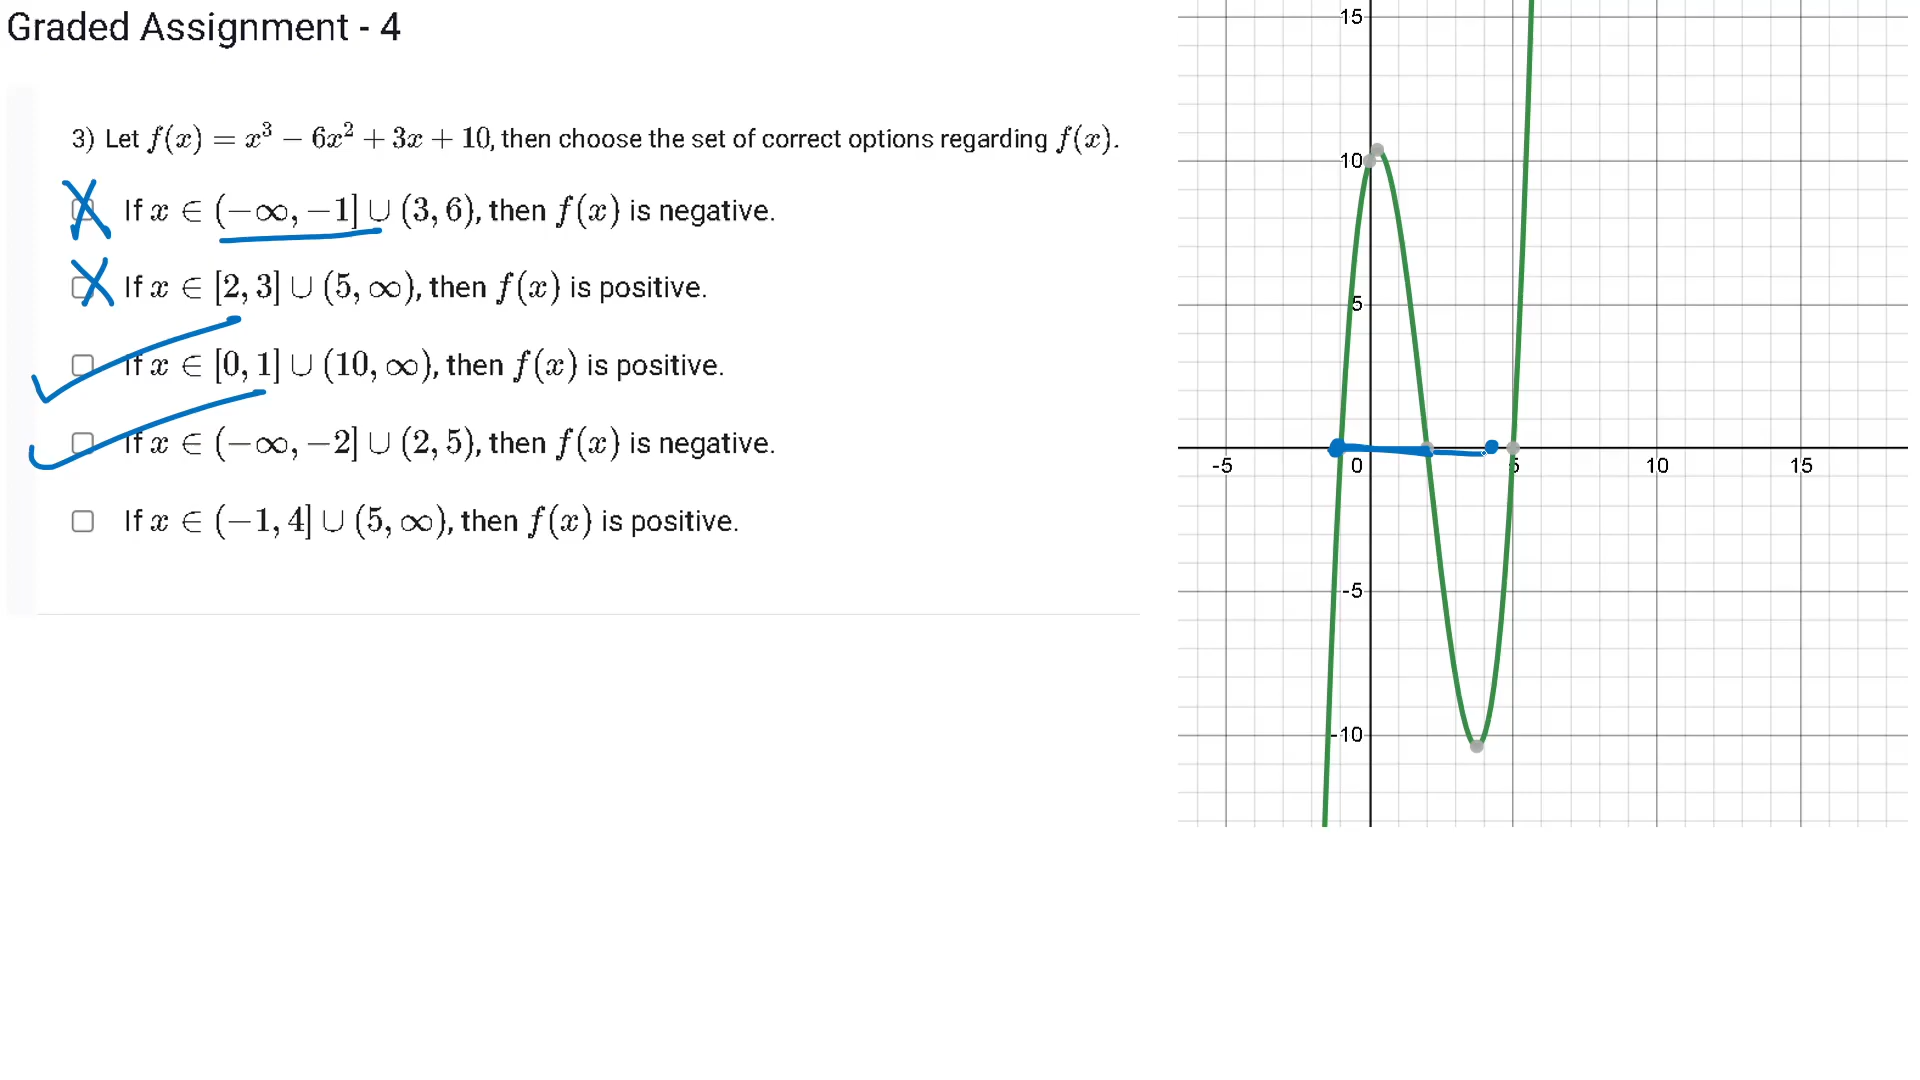 Graded Assignment - 4
3) Let f(x) = x³ − 6x² + 3x + 10, then choose the set of correct options regarding f(x).
If x ∈ (−∞, −1] ∪ (3, 6), then f(x) is negative.
If x ∈ [2, 3] ∪ (5, ∞), then f(x) is positive.
If x ∈ [0, 1] ∪ (10, ∞), then f(x) is positive.
If x ∈ (−∞, −2] ∪ (2, 5), then f(x) is negative.
If x ∈ (−1, 4] ∪ (5, ∞), then f(x) is positive.
15
10
5
-5 0 5 10 15
-5
-10